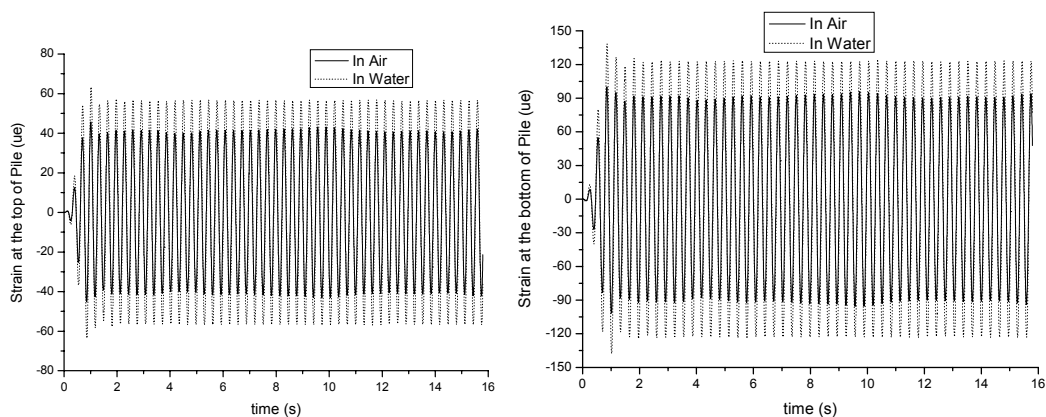 In Air
In Water
Strain at the top of Pile (ue)
80
60
40
20
0
-20
-40
-60
-80
0 2 4 6 8 10 12 14 16
time (s)
In Air
In Water
Strain at the bottom of Pile (ue)
150
120
90
60
30
0
-30
-60
-90
-120
-150
0 2 4 6 8 10 12 14 16
time (s)